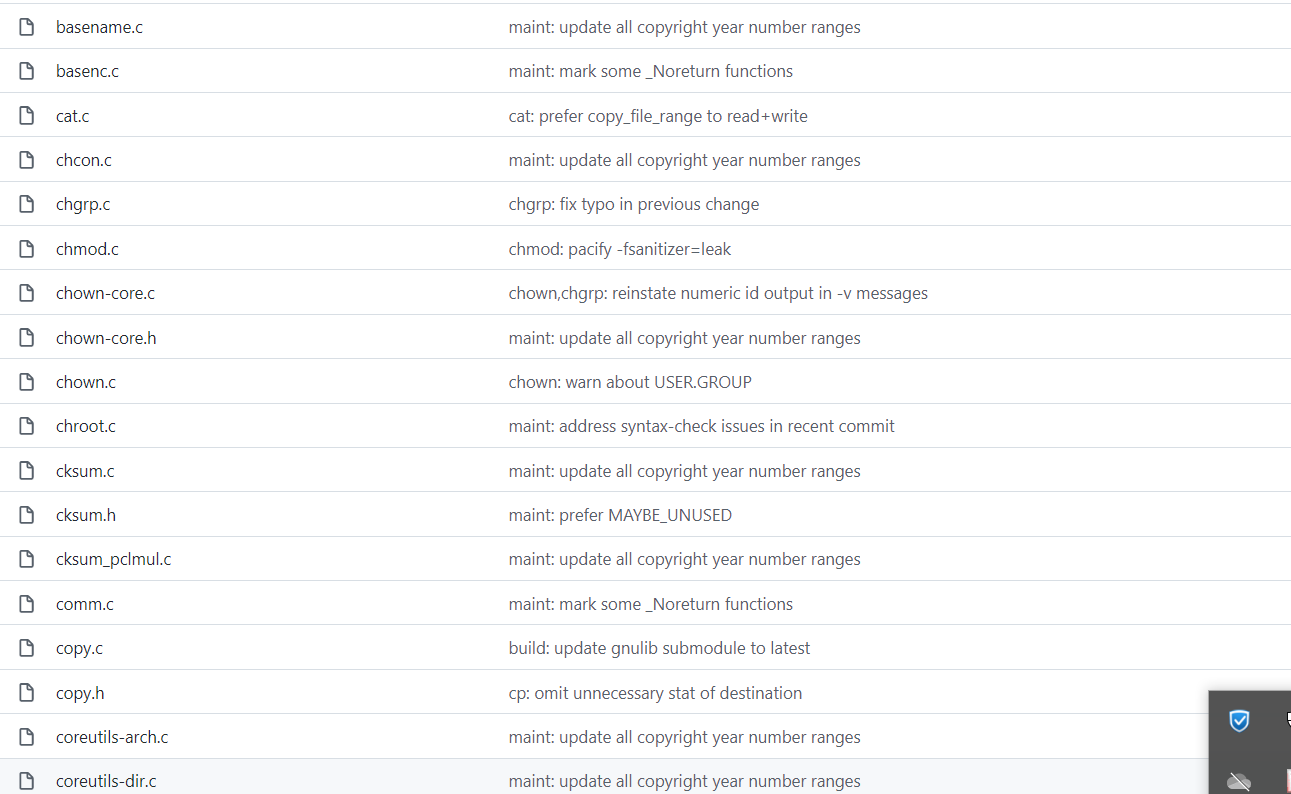 basename.c maint: update all copyright year number ranges
basenc.c maint: mark some _Noreturn functions
cat.c cat: prefer copy_file_range to read+write
chcon.c maint: update all copyright year number ranges
chgrp.c chgrp: fix typo in previous change
chmod.c chmod: pacify -fsanitizer=leak
chown-core.c chown,chgrp: reinstate numeric id output in -v messages
chown-core.h maint: update all copyright year number ranges
chown.c chown: warn about USER.GROUP
chroot.c maint: address syntax-check issues in recent commit
cksum.c maint: update all copyright year number ranges
cksum.h maint: prefer MAYBE_UNUSED
cksum_pclmul.c maint: update all copyright year number ranges
comm.c maint: mark some _Noreturn functions
copy.c build: update gnulib submodule to latest
copy.h cp: omit unnecessary stat of destination
coreutils-arch.c maint: update all copyright year number ranges
coreutils-dir.c maint: update all copyright year number ranges